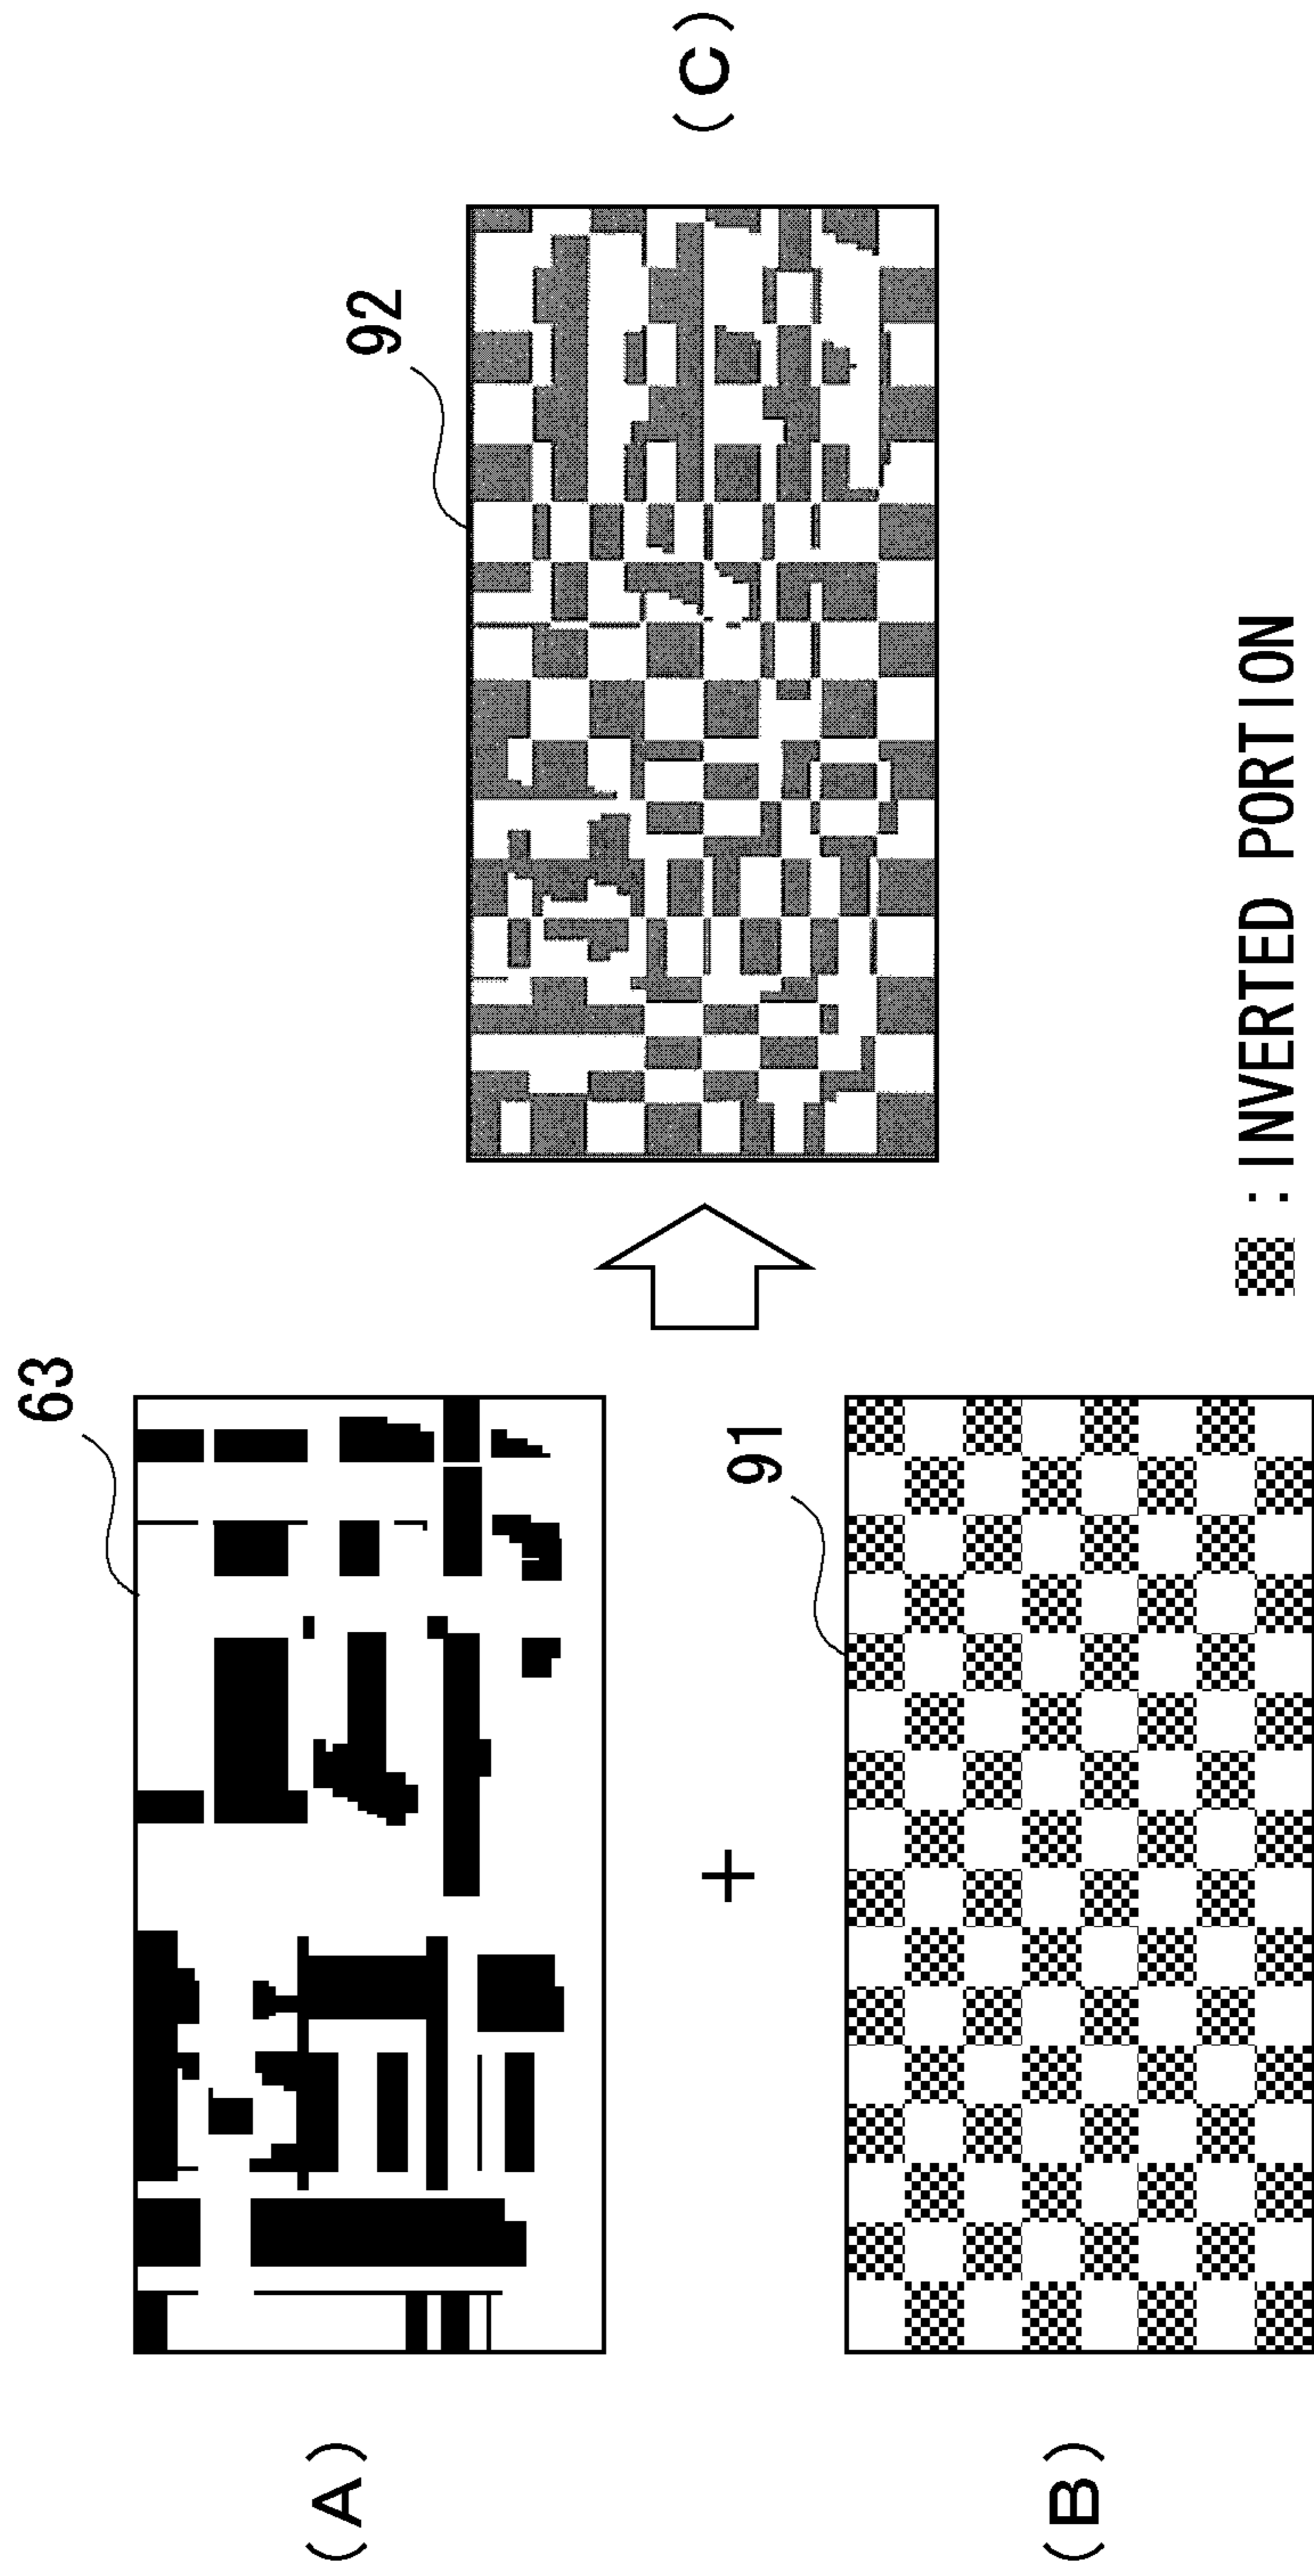 (A)
63
+
(B)
91
92
(C)
: INVERTED PORTION